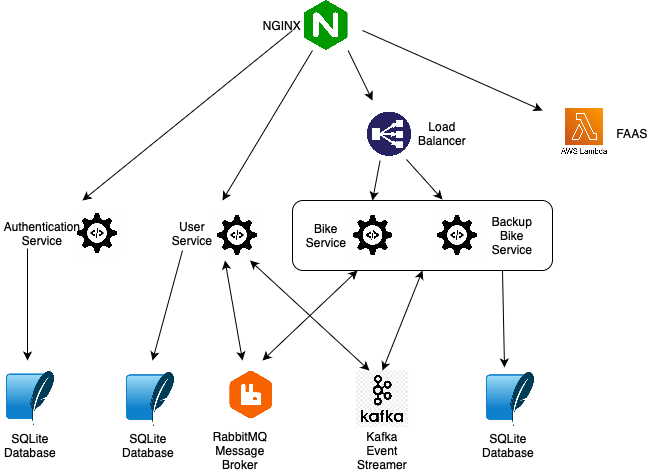 NGINX
N
Load
Balancer
AWS Lambda
FAAS
Authentication
Service
</>
User
Service
</>
Bike
Service
</>
</>
Backup
Bike
Service
SQLite
Database
SQLite
Database
RabbitMQ
Message
Broker
kafka
Kafka
Event
Streamer
SQLite
Database